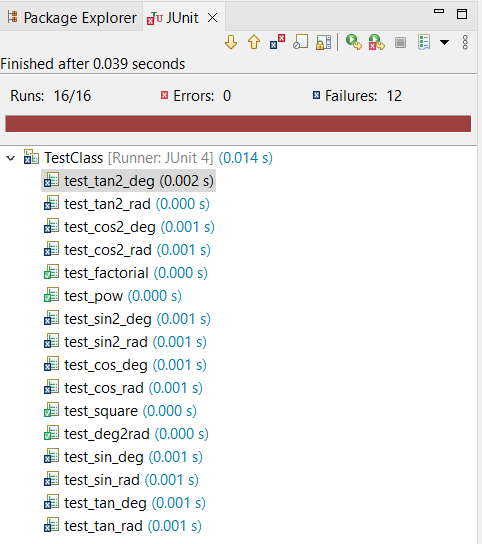 Package Explorer JUnit
Finished after 0.039 seconds
Runs: 16/16 Errors: 0 Failures: 12
TestClass [Runner: JUnit 4] (0.014 s)
test_tan2_deg (0.002 s)
test_tan2_rad (0.000 s)
test_cos2_deg (0.001 s)
test_cos2_rad (0.001 s)
test_factorial (0.000 s)
test_pow (0.000 s)
test_sin2_deg (0.001 s)
test_sin2_rad (0.001 s)
test_cos_deg (0.001 s)
test_cos_rad (0.001 s)
test_square (0.000 s)
test_deg2rad (0.000 s)
test_sin_deg (0.001 s)
test_sin_rad (0.001 s)
test_tan_deg (0.001 s)
test_tan_rad (0.001 s)